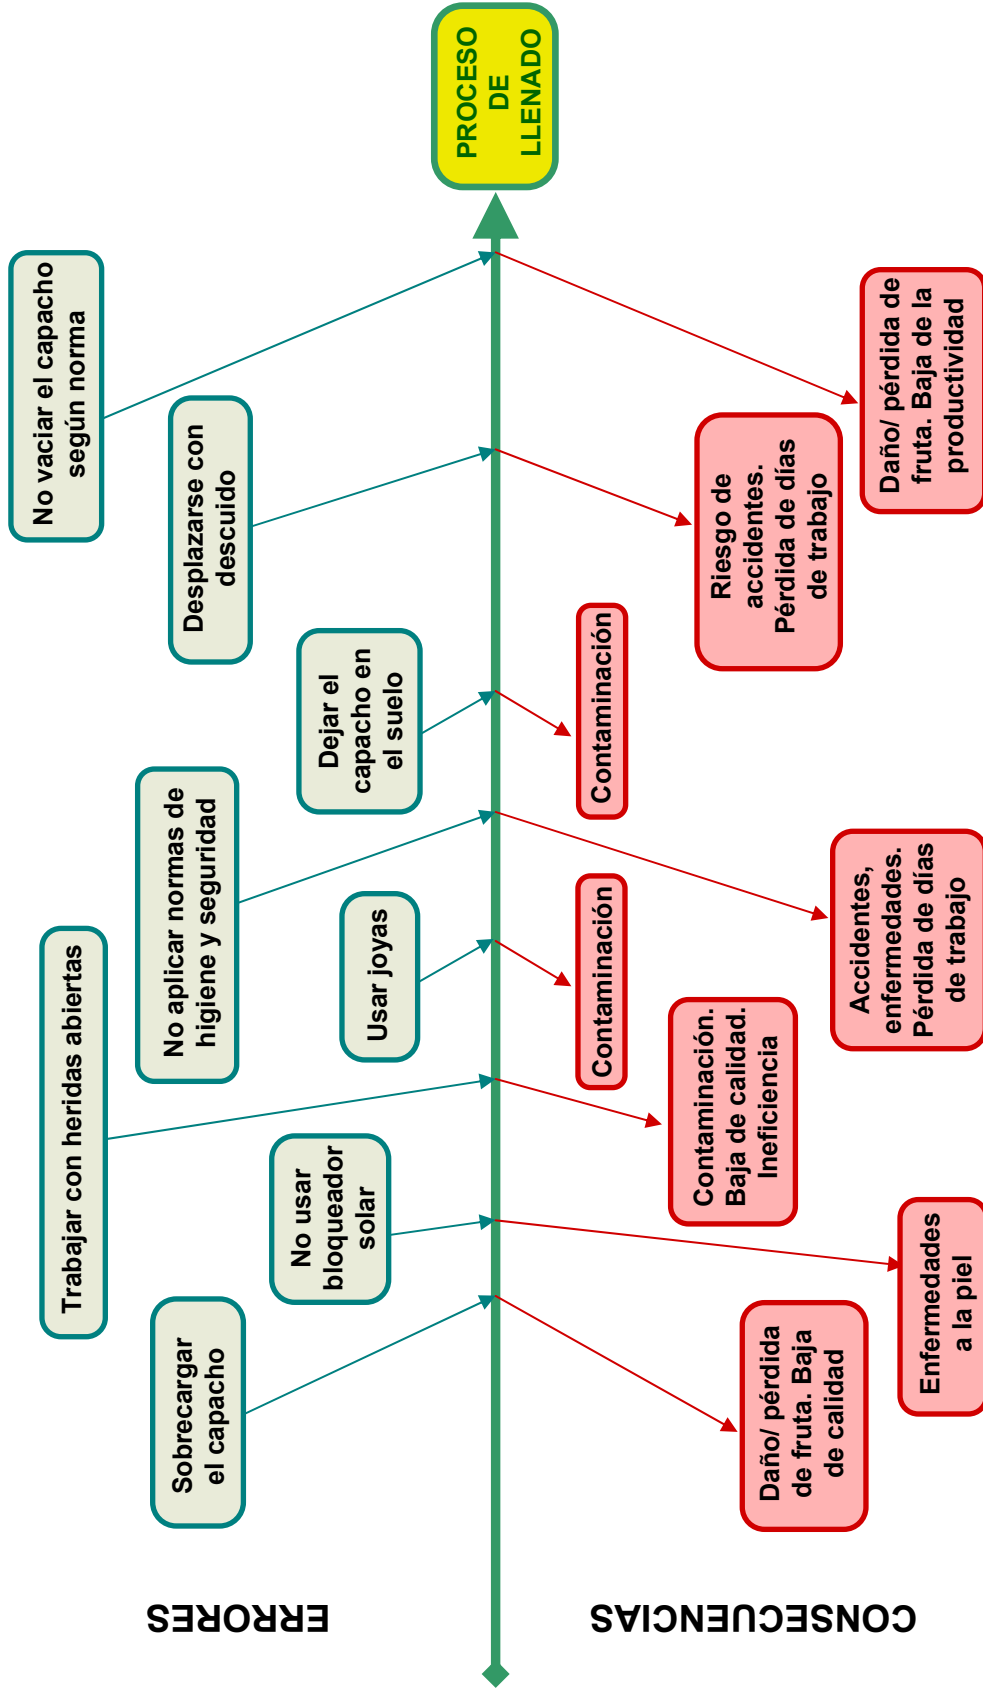 ERRORES
Sobrecargar
el capacho
No usar
bloqueador
solar
Trabajar con heridas abiertas
Usar joyas
No aplicar normas de
higiene y seguridad
Dejar el
capacho en
el suelo
Desplazarse con
descuido
No vaciar el capacho
según norma
PROCESO
DE
LLENADO
CONSECUENCIAS
Daño/ pérdida
de fruta. Baja
de calidad
Enfermedades
a la piel
Contaminación.
Baja de calidad.
Ineficiencia
Contaminación
Accidentes,
enfermedades.
Pérdida de días
de trabajo
Contaminación
Riesgo de
accidentes.
Pérdida de días
de trabajo
Daño/ pérdida de
fruta. Baja de la
productividad